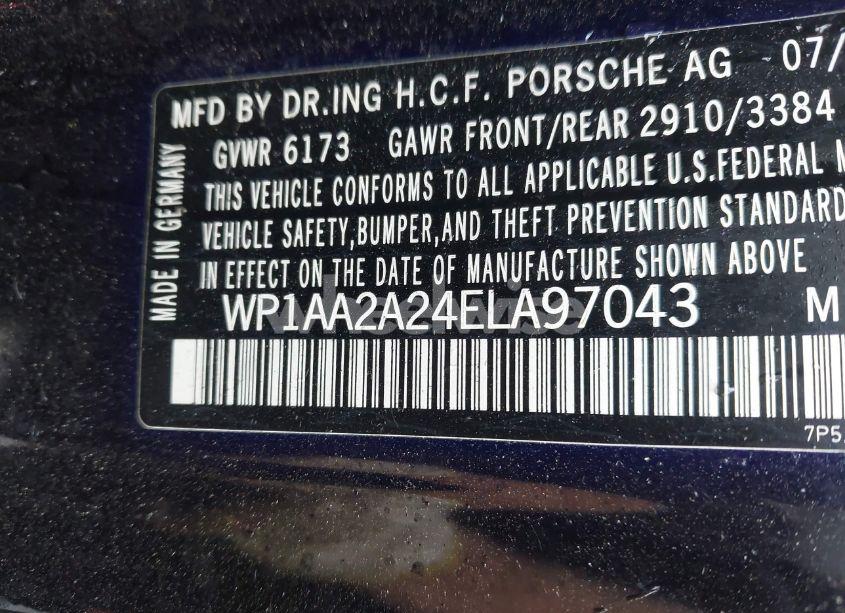 MFD BY DR.ING H.C.F. PORSCHE AG 07/
GVWR 6173 GAWR FRONT/REAR 2910/3384
THIS VEHICLE CONFORMS TO ALL APPLICABLE U.S.FEDERAL M
VEHICLE SAFETY,BUMPER,AND THEFT PREVENTION STANDARD
IN EFFECT ON THE DATE OF MANUFACTURE SHOWN ABOVE
MADE IN GERMANY
WP1AA2A24ELA97043 M
7P5.